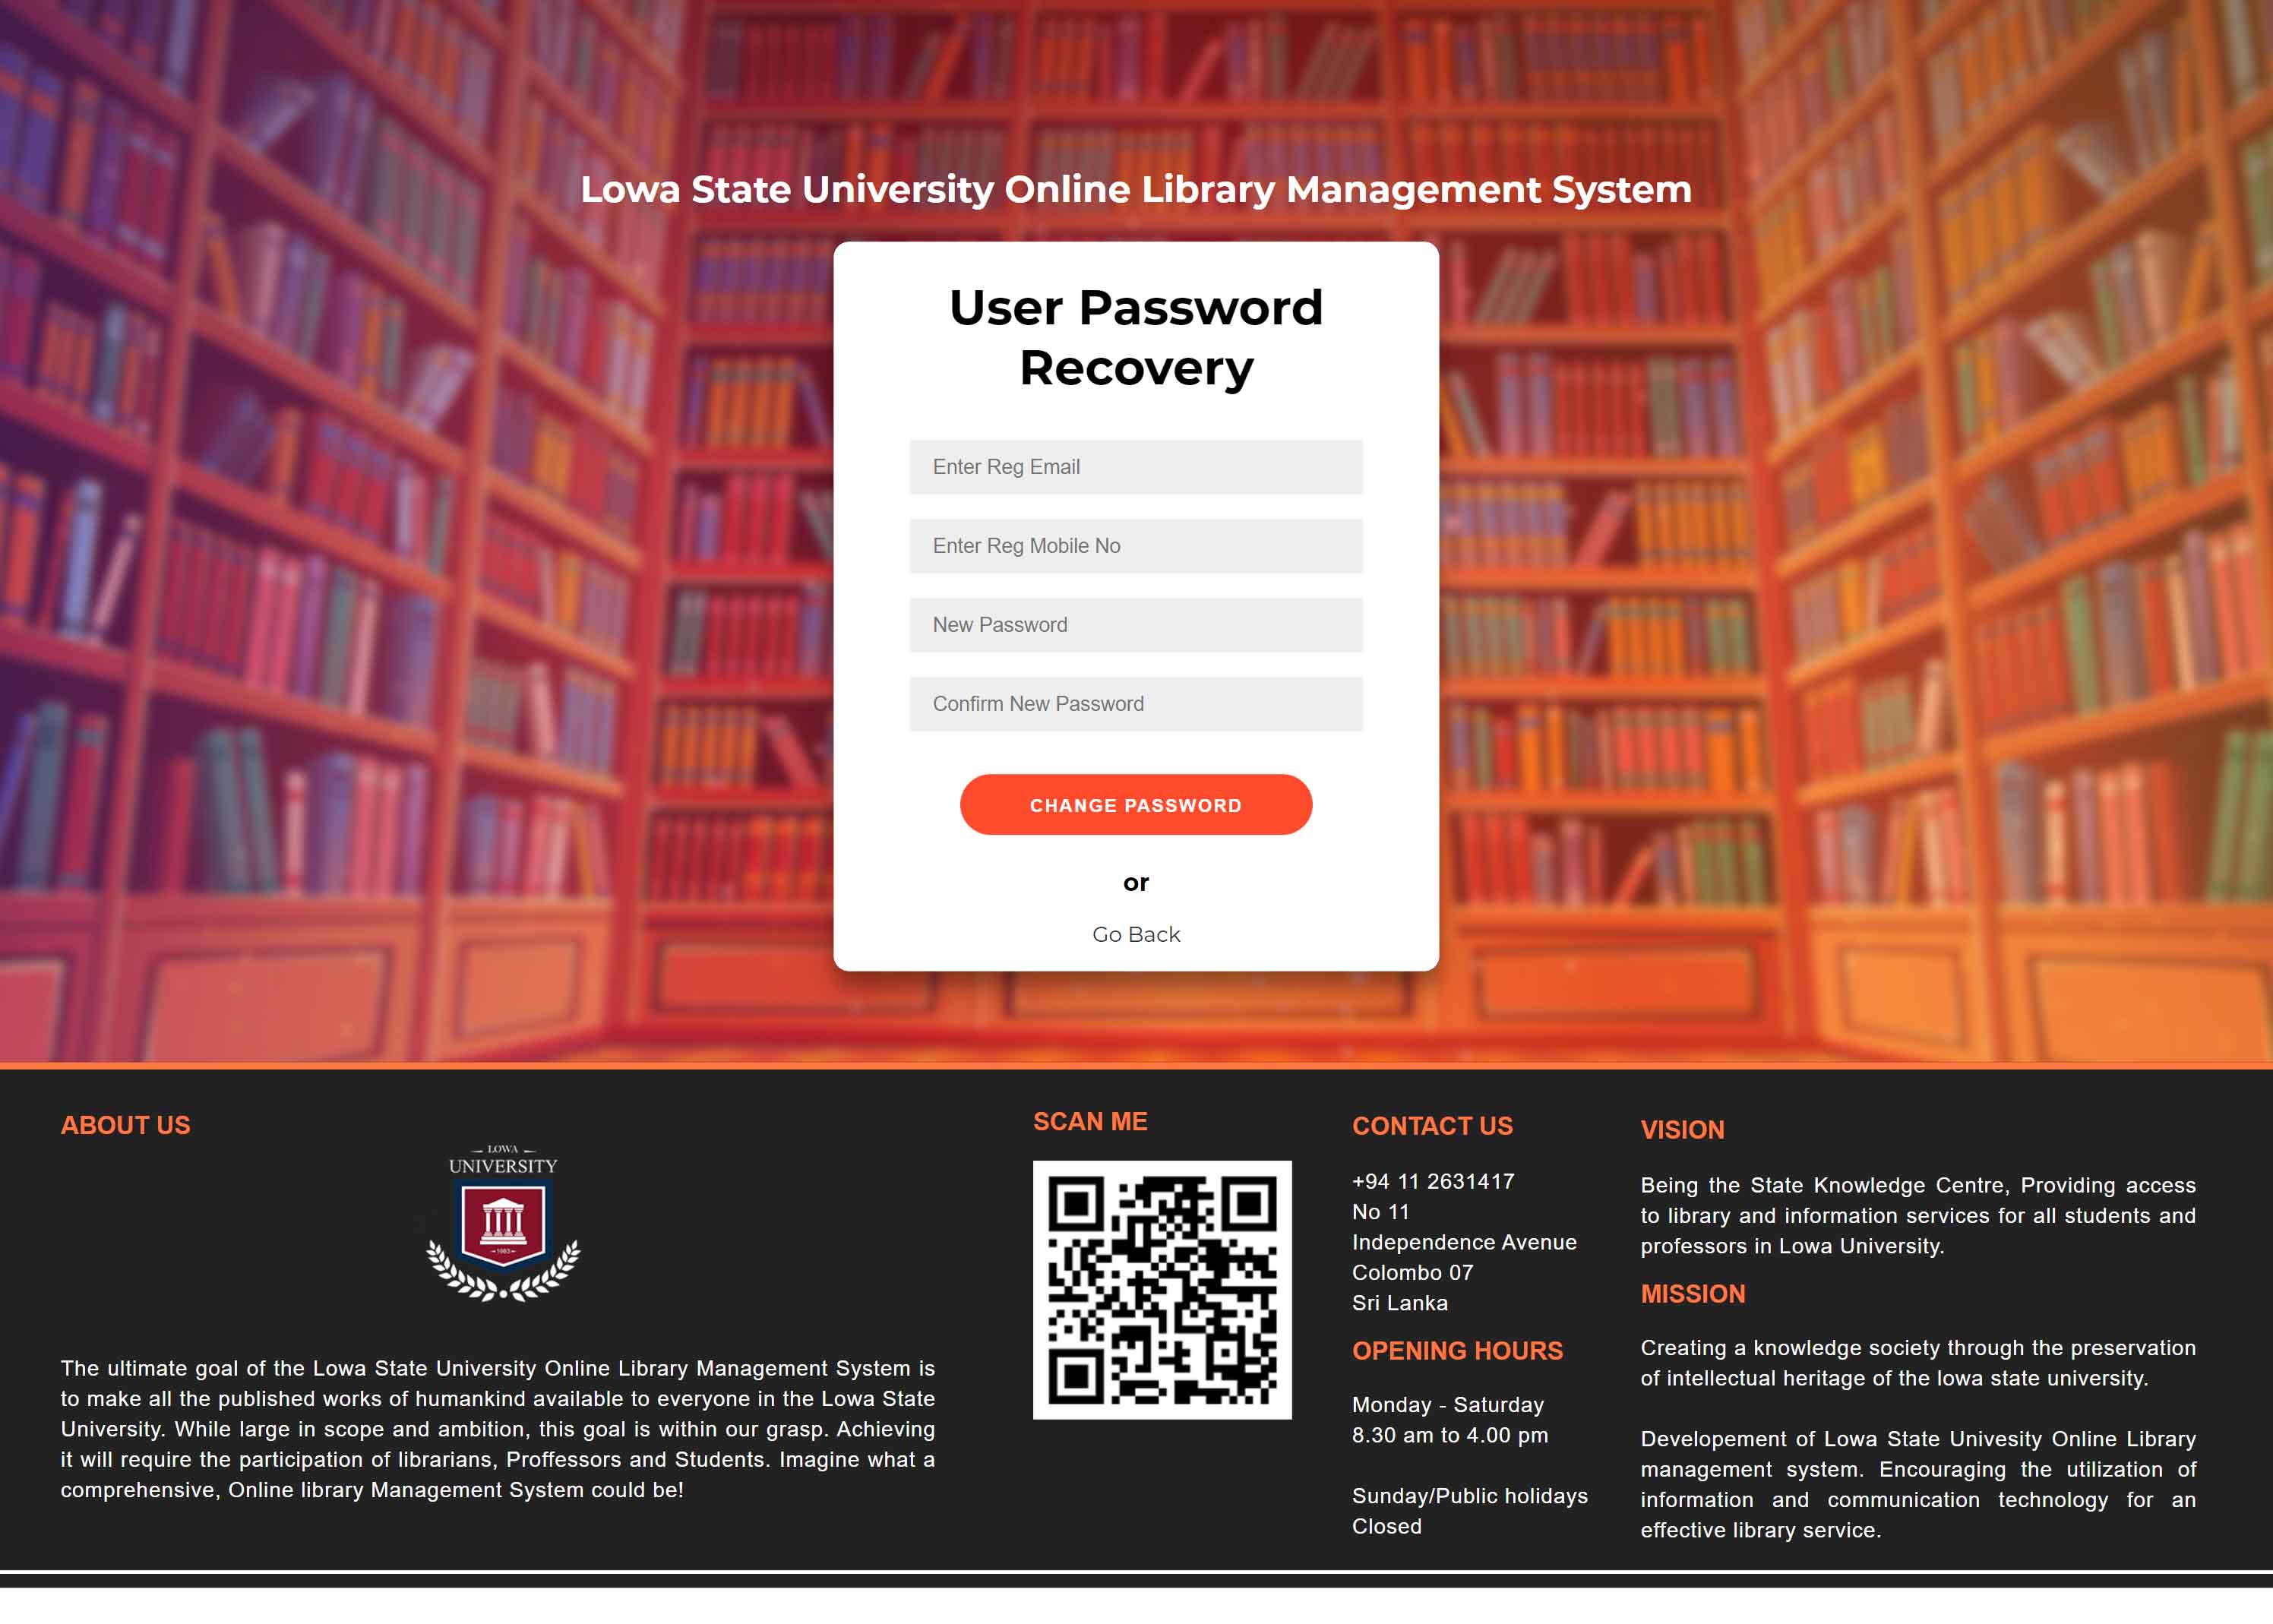 Lowa State University Online Library Management System
User Password
Recovery
Enter Reg Email
Enter Reg Mobile No
New Password
Confirm New Password
CHANGE PASSWORD
or
Go Back
ABOUT US
LOWA
UNIVERSITY
The ultimate goal of the Lowa State University Online Library Management System is
to make all the published works of humankind available to everyone in the Lowa State
University. While large in scope and ambition, this goal is within our grasp. Achieving
it will require the participation of librarians, Proffessors and Students. Imagine what a
comprehensive, Online library Management System could be!
SCAN ME
CONTACT US
+94 11 2631417
No 11
Independence Avenue
Colombo 07
Sri Lanka
OPENING HOURS
Monday - Saturday
8.30 am to 4.00 pm
Sunday/Public holidays
Closed
VISION
Being the State Knowledge Centre, Providing access
to library and information services for all students and
professors in Lowa University.
MISSION
Creating a knowledge society through the preservation
of intellectual heritage of the lowa state university.
Developement of Lowa State Univesity Online Library
management system. Encouraging the utilization of
information and communication technology for an
effective library service.